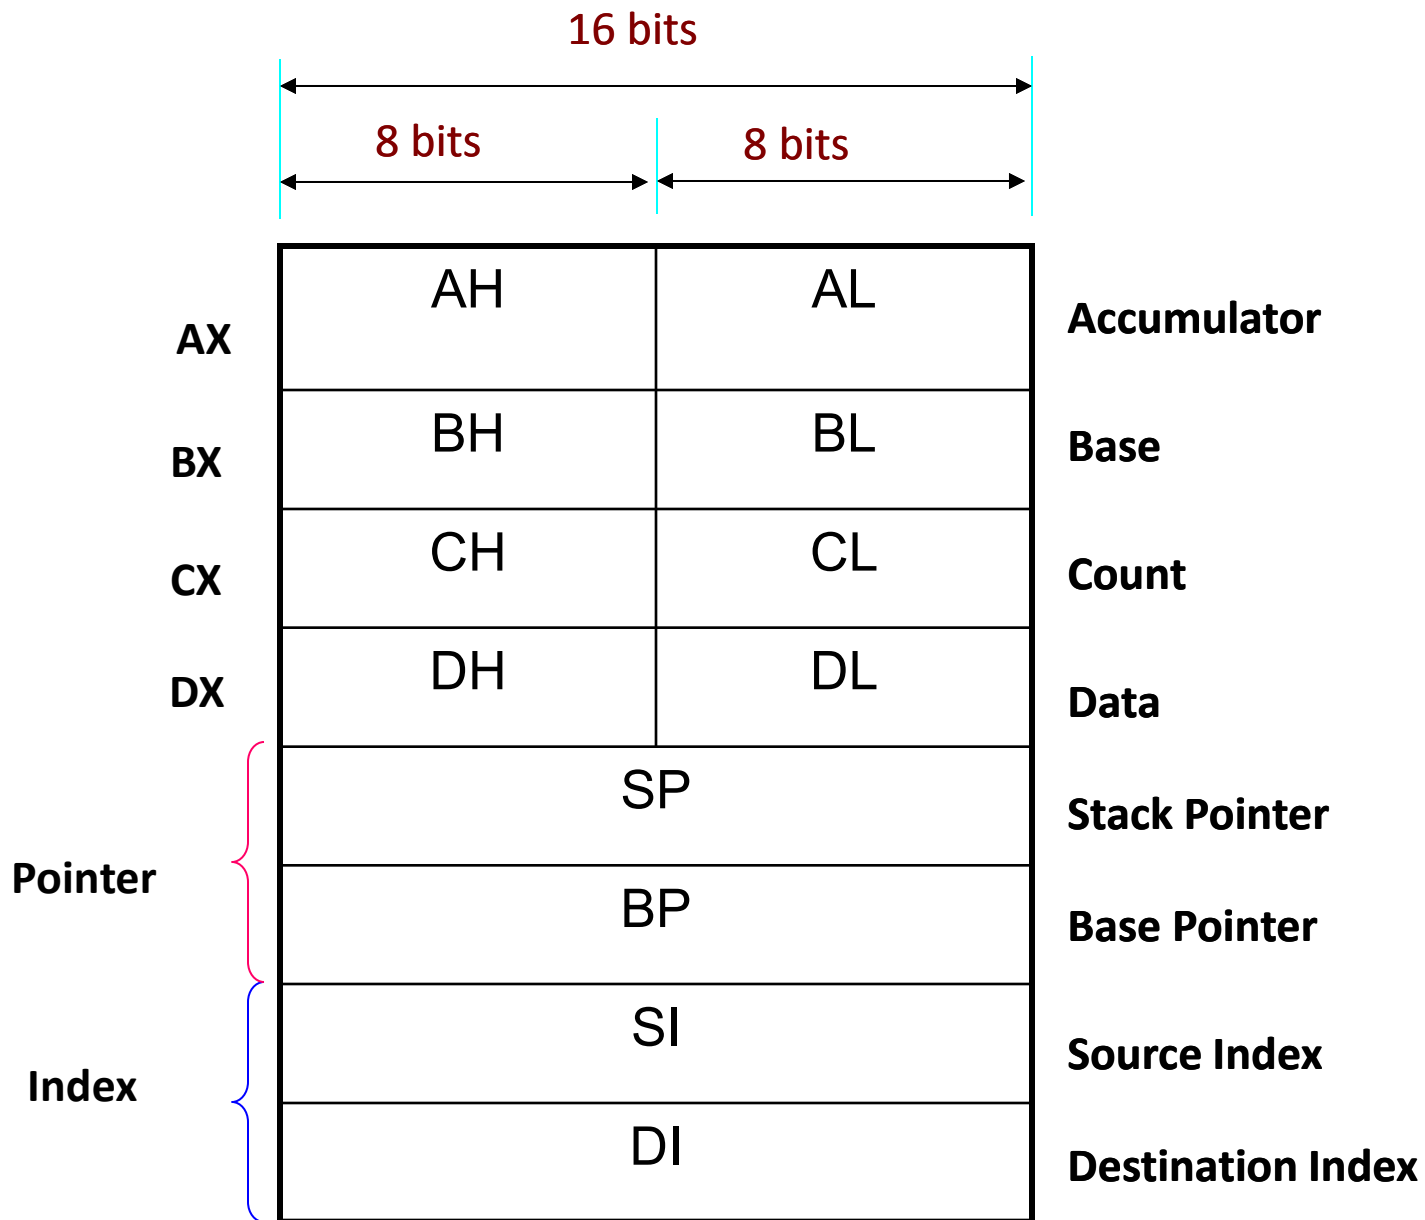 16 bits
8 bits 8 bits
AH AL Accumulator
AX
BH BL Base
BX
CH CL Count
CX
DH DL Data
DX
SP Stack Pointer
Pointer
BP Base Pointer
SI Source Index
Index
DI Destination Index